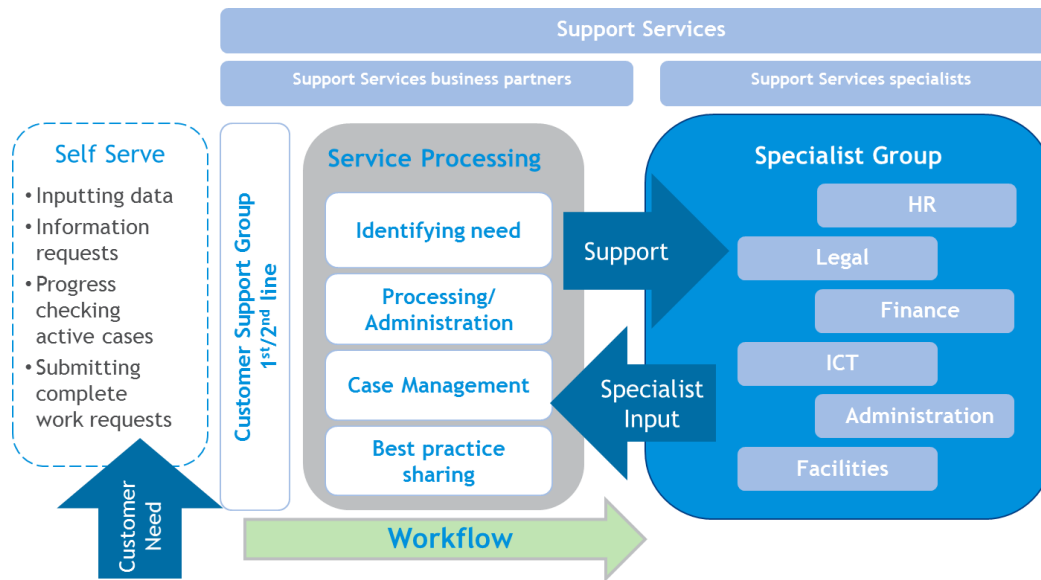 Support Services
Support Services business partners
Support Services specialists
Self Serve
• Inputting data
• Information
requests
• Progress
checking
active cases
• Submitting
complete
work requests
Customer Need
Customer Support Group
1st/2nd line
Service Processing
Identifying need
Processing/
Administration
Case Management
Best practice
sharing
Support
Specialist
Input
Specialist Group
HR
Legal
Finance
ICT
Administration
Facilities
Workflow